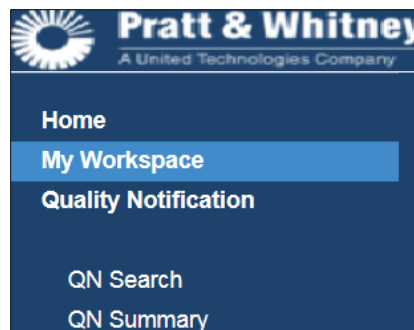 Pratt & Whitney
A United Technologies Company
Home
My Workspace
Quality Notification
QN Search
QN Summary